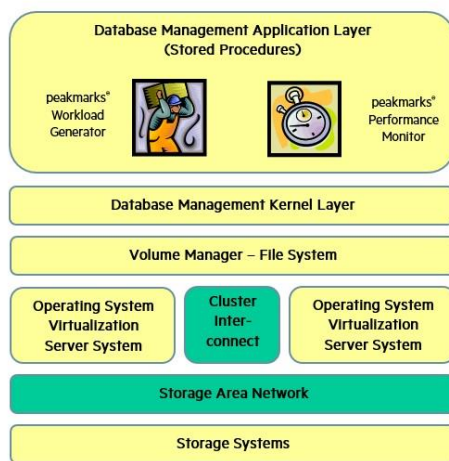 Database Management Application Layer
(Stored Procedures)
peakmarks®
Workload
Generator
peakmarks®
Performance
Monitor
Database Management Kernel Layer
Volume Manager – File System
Operating System
Virtualization
Server System
Cluster
Inter-
connect
Operating System
Virtualization
Server System
Storage Area Network
Storage Systems